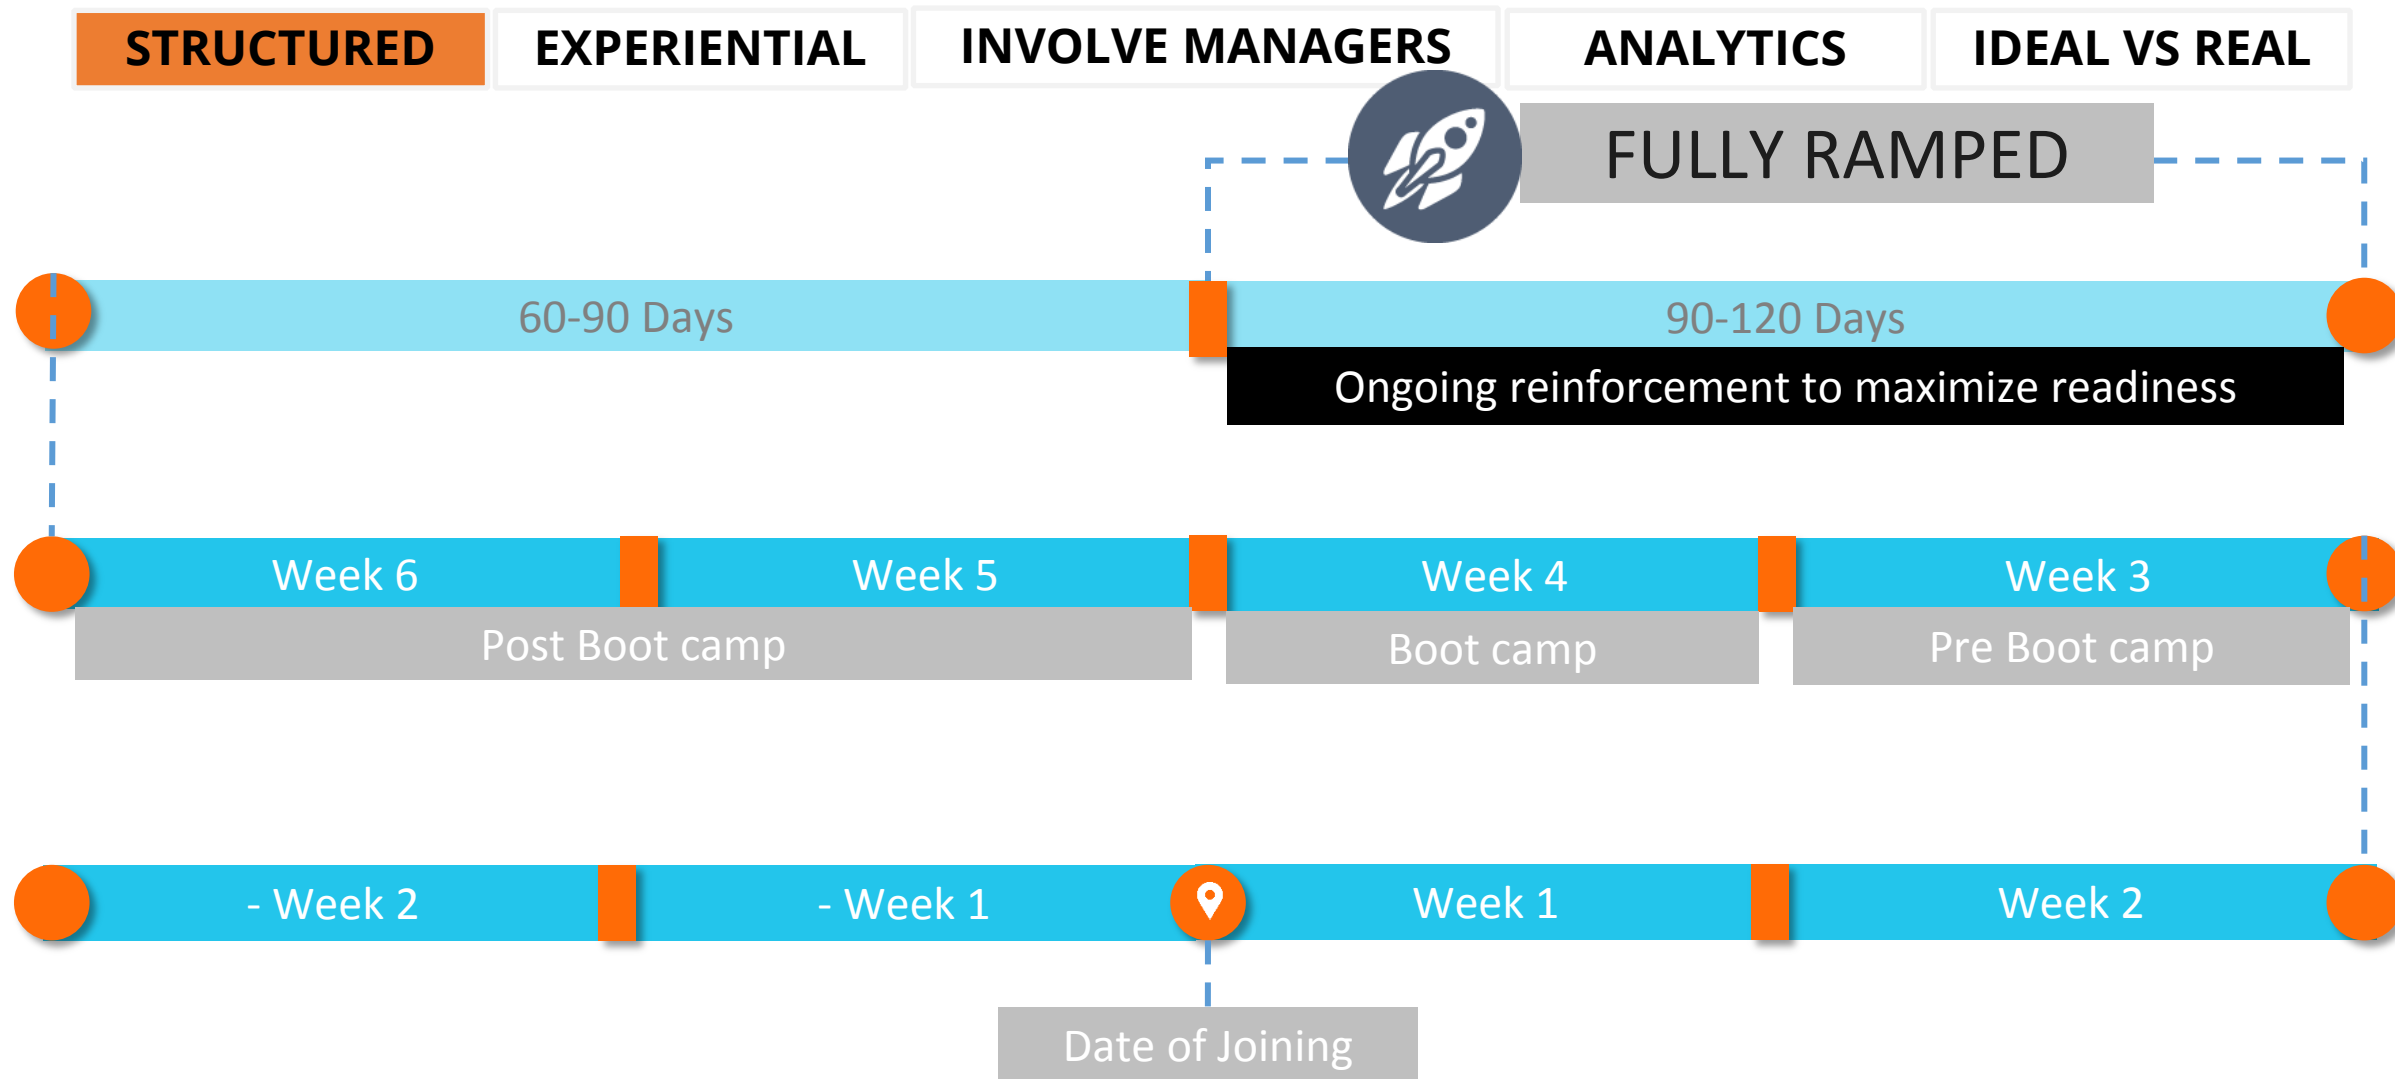 STRUCTURED
EXPERIENTIAL
INVOLVE MANAGERS
ANALYTICS
IDEAL VS REAL
FULLY RAMPED
60-90 Days
90-120 Days
Ongoing reinforcement to maximize readiness
Week 6
Week 5
Week 4
Week 3
Post Boot camp
Boot camp
Pre Boot camp
- Week 2
- Week 1
Week 1
Week 2
Date of Joining